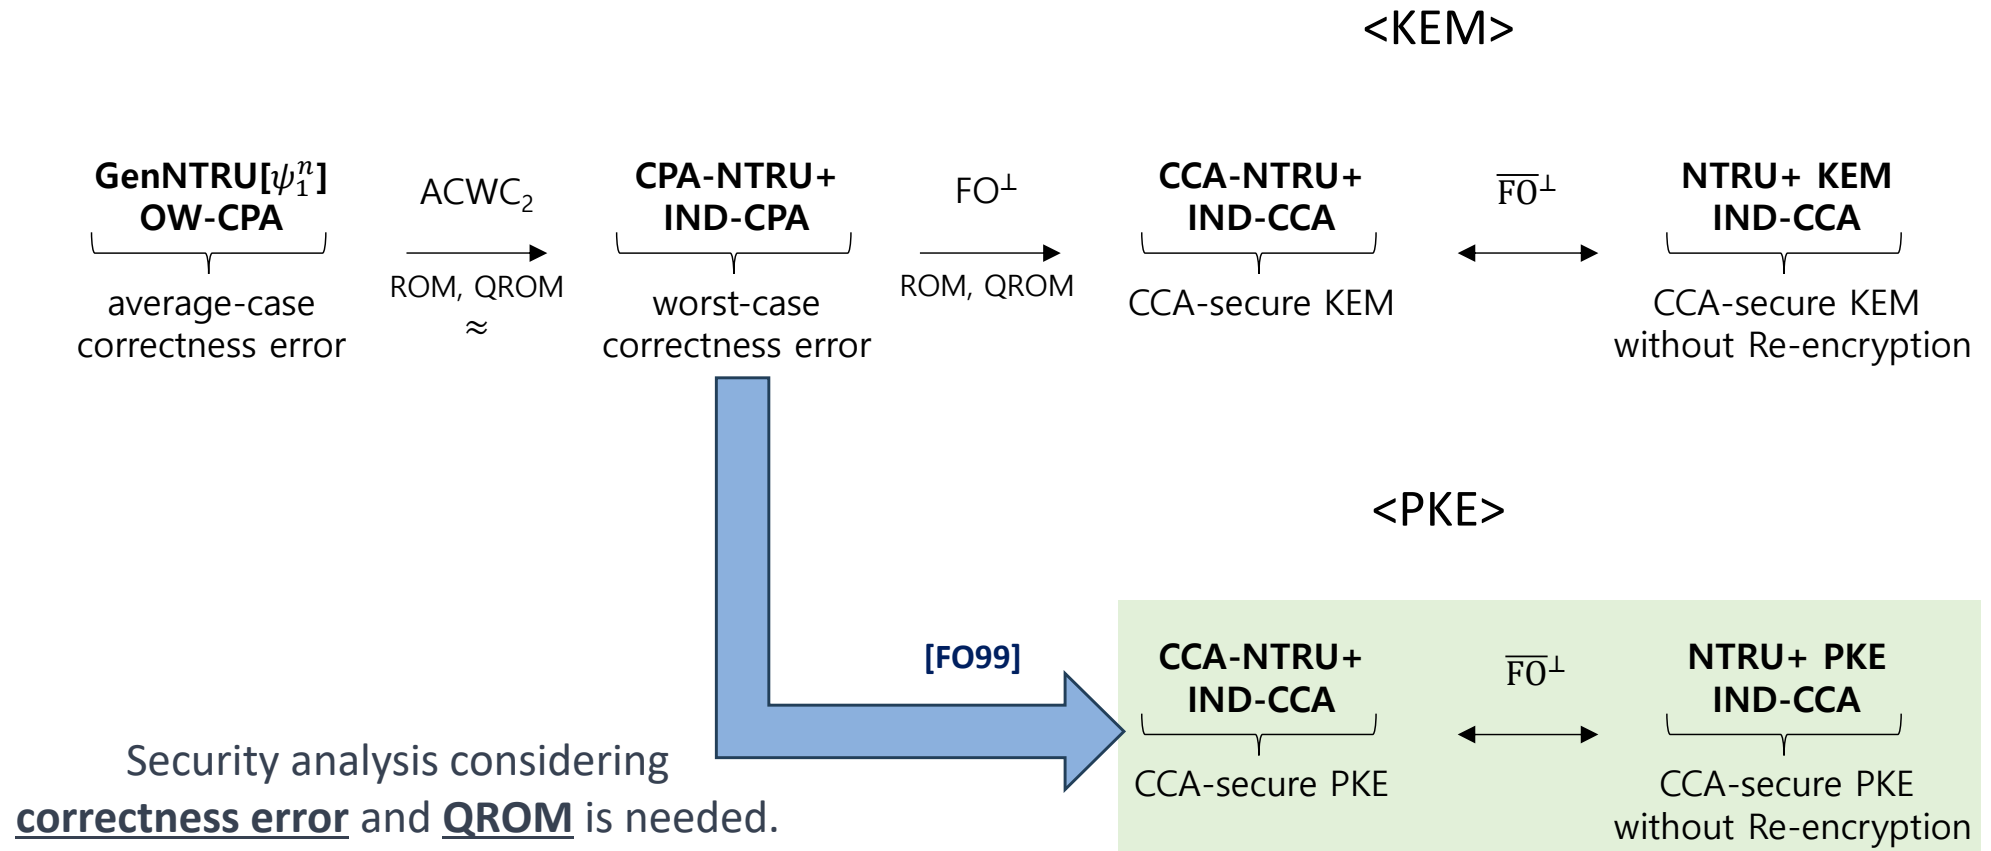 <KEM>
GenNTRU[ψ₁ⁿ]
OW-CPA
average-case
correctness error
ACWC₂
ROM, QROM
≈
CPA-NTRU+
IND-CPA
worst-case
correctness error
FO⊥
ROM, QROM
CCA-NTRU+
IND-CCA
CCA-secure KEM
F̅O̅⊥
NTRU+ KEM
IND-CCA
CCA-secure KEM
without Re-encryption
<PKE>
[FO99]
CCA-NTRU+
IND-CCA
CCA-secure PKE
F̅O̅⊥
NTRU+ PKE
IND-CCA
CCA-secure PKE
without Re-encryption
Security analysis considering
correctness error and QROM is needed.